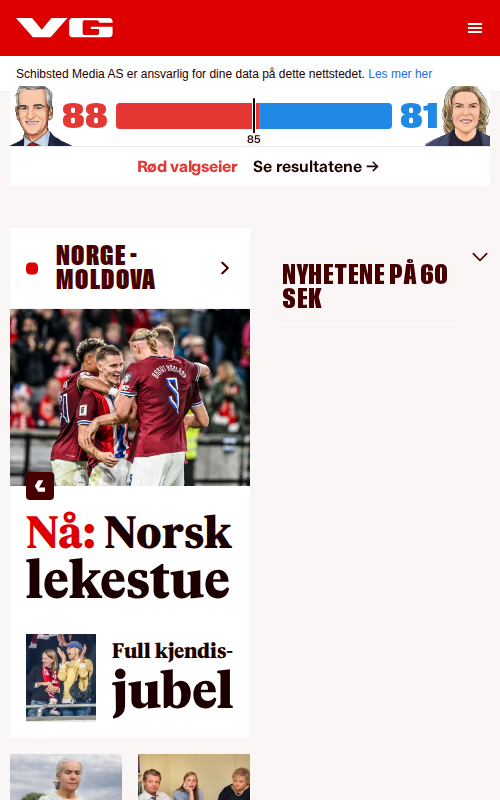 VG
Schibsted Media AS er ansvarlig for dine data på dette nettstedet. Les mer her
88
81
85
Rød valgseier Se resultatene →
NORGE -
MOLDOVA
NYHETENE PÅ 60
SEK
9
Nå: Norsk
lekestue
Full kjendis-
jubel